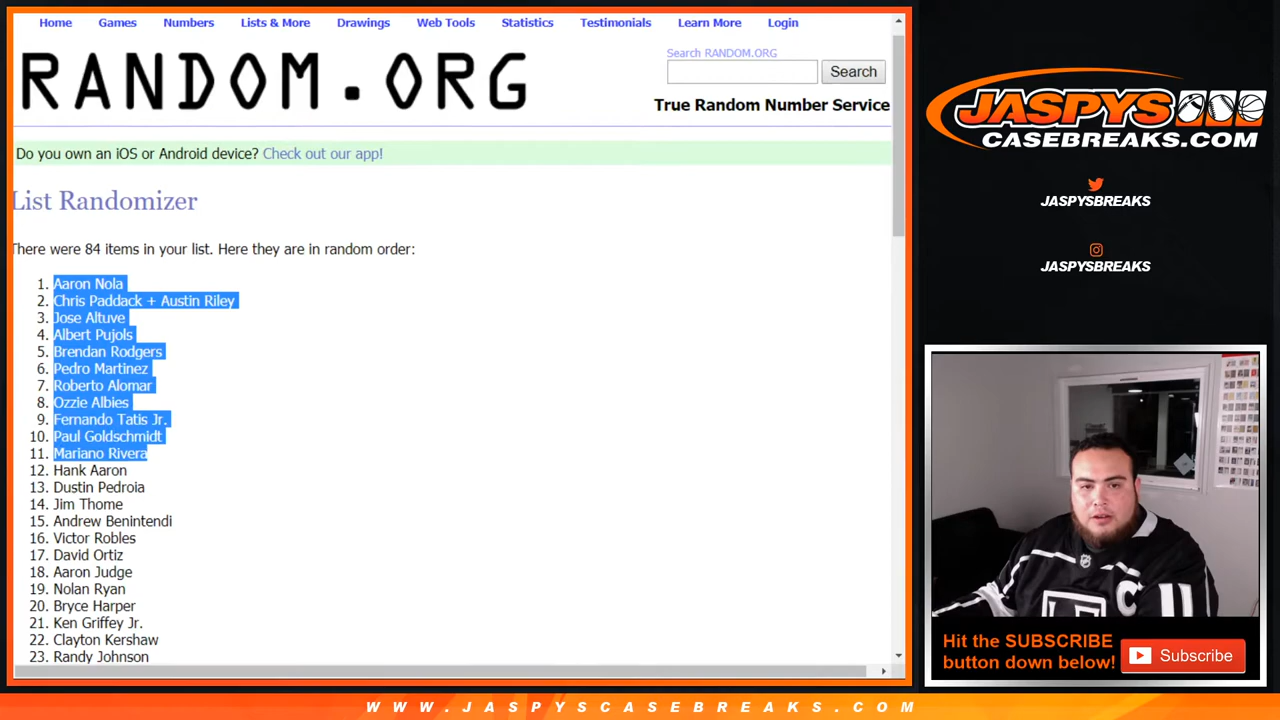 Home Games Numbers Lists & More Drawings Web Tools Statistics Testimonials Learn More Login
RANDOM.ORG
Search RANDOM.ORG
Search
True Random Number Service
Do you own an iOS or Android device? Check out our app!
List Randomizer
There were 84 items in your list. Here they are in random order:
1. Aaron Nola
2. Chris Paddack + Austin Riley
3. Jose Altuve
4. Albert Pujols
5. Brendan Rodgers
6. Pedro Martinez
7. Roberto Alomar
8. Ozzie Albies
9. Fernando Tatis Jr.
10. Paul Goldschmidt
11. Mariano Rivera
12. Hank Aaron
13. Dustin Pedroia
14. Jim Thome
15. Andrew Benintendi
16. Victor Robles
17. David Ortiz
18. Aaron Judge
19. Nolan Ryan
20. Bryce Harper
21. Ken Griffey Jr.
22. Clayton Kershaw
23. Randy Johnson
JASPYS
CASEBREAKS.COM
JASPYSBREAKS
JASPYSBREAKS
C 11
Hit the SUBSCRIBE
button down below!
Subscribe
WWW.JASPYSCASEBREAKS.COM